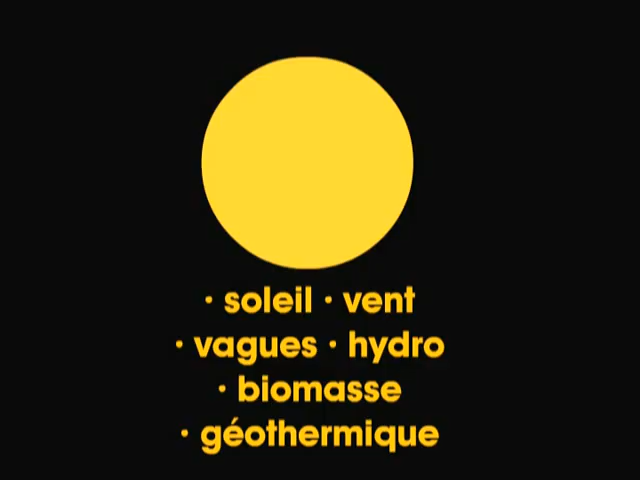 · soleil · vent
· vagues · hydro
· biomasse
· géothermique